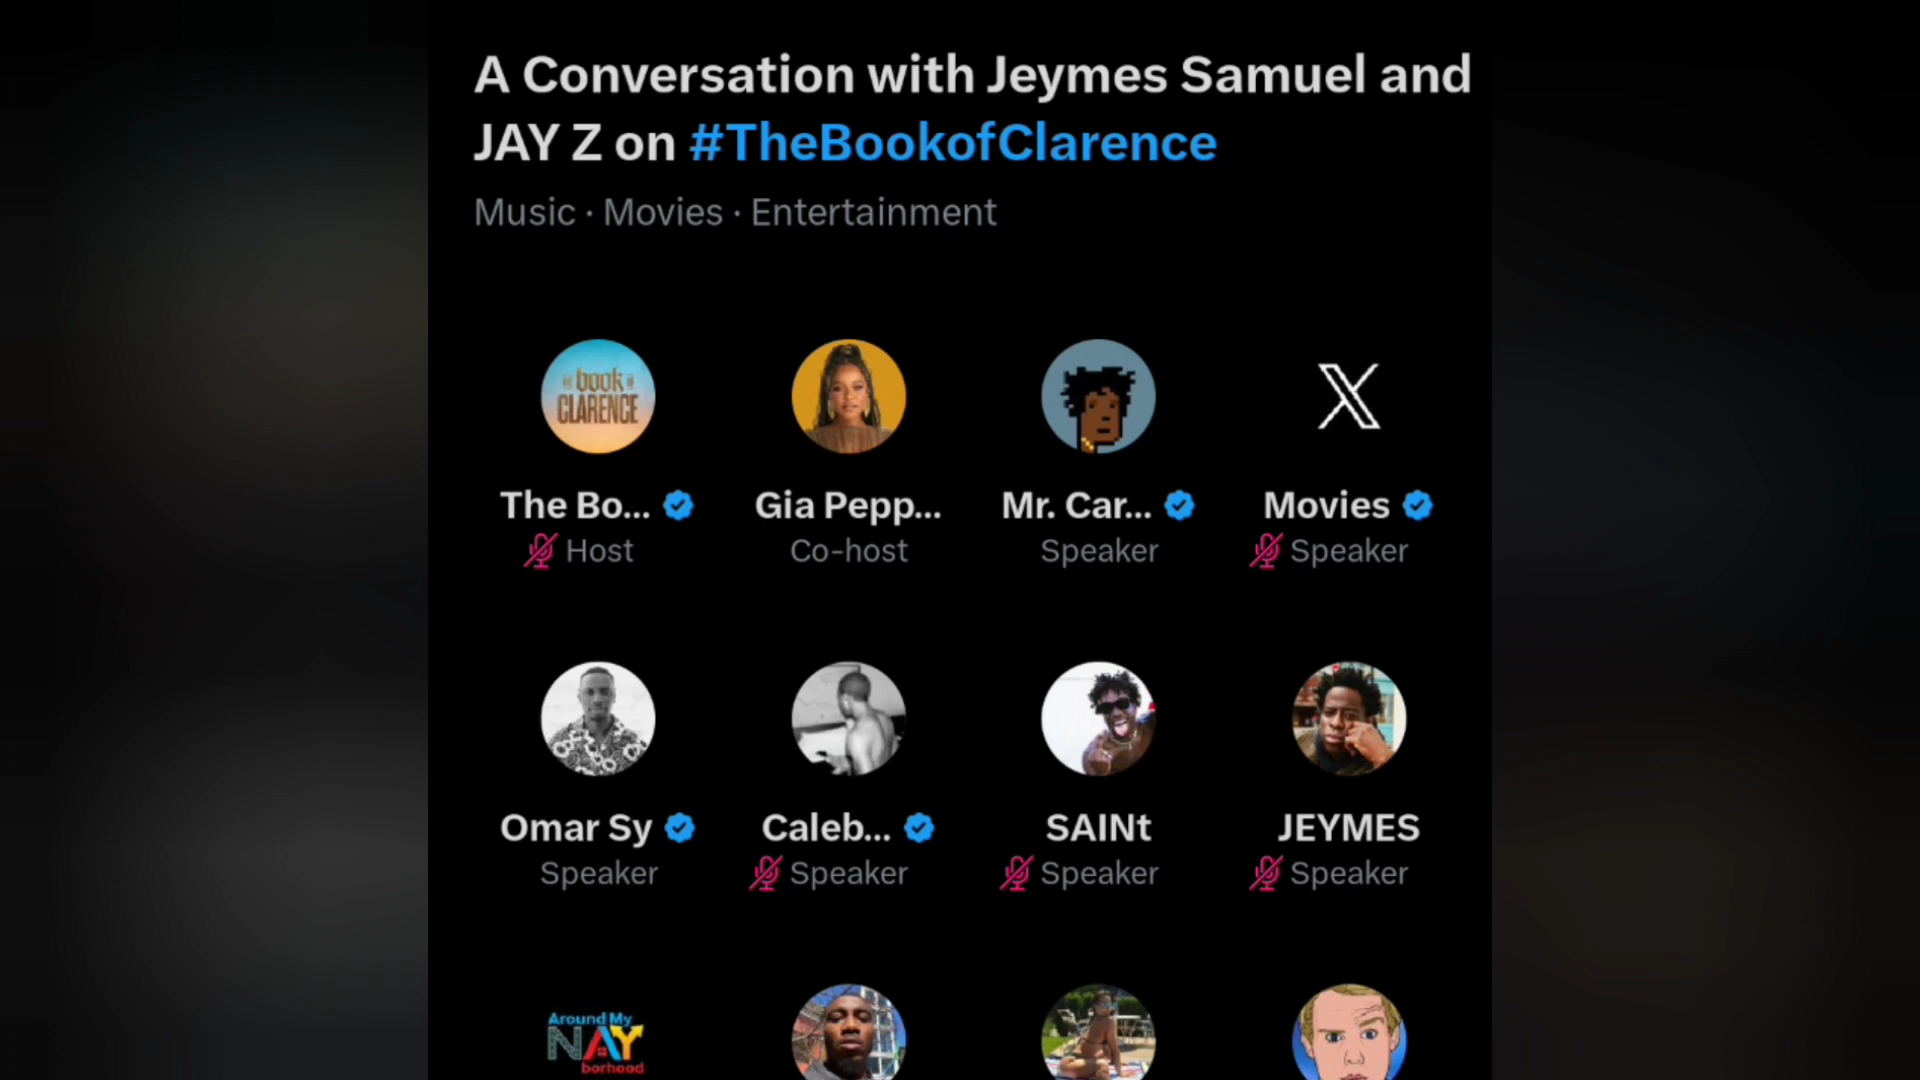 A Conversation with Jeymes Samuel and
JAY Z on #TheBookofClarence
Music · Movies · Entertainment
book
CLARENCE
The Bo...
Gia Pepp...
Mr. Car...
Movies
Host
Co-host
Speaker
Speaker
Omar Sy
Caleb...
SAINt
JEYMES
Speaker
Speaker
Speaker
Speaker
Around My
NAY
borhood